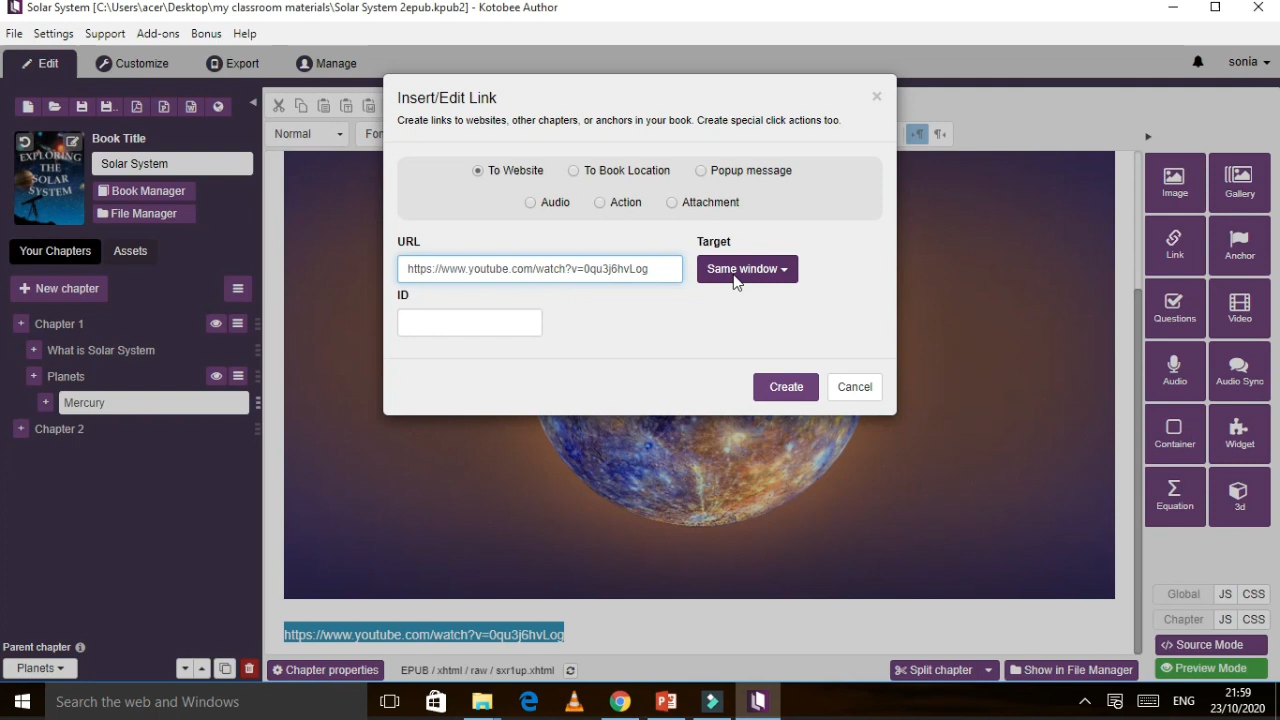 Solar System [C:\Users\acer\Desktop\my classroom materials\Solar System 2epub.kpub2] - Kotobee Author
File Settings Support Add-ons Bonus Help
Edit Customize Export Manage sonia
Insert/Edit Link
Create links to websites, other chapters, or anchors in your book. Create special click actions too.
Normal Fon
EXPLORING
THE
SOLAR
SYSTEM
Book Title
Solar System
Book Manager
File Manager
Your Chapters Assets
New chapter
Chapter 1
What is Solar System
Planets
Mercury
Chapter 2
To Website To Book Location Popup message
Audio Action Attachment
URL Target
https://www.youtube.com/watch?v=0qu3j6hvLog Same window
ID
Create Cancel
Image Gallery
Link Anchor
Questions Video
Audio Audio Sync
Container Widget
Equation 3d
https://www.youtube.com/watch?v=0qu3j6hvLog
Global JS CSS
Chapter JS CSS
</> Source Mode
Preview Mode
Parent chapter
Planets
Chapter properties EPUB / xhtml / raw / sxr1up.xhtml Split chapter Show in File Manager
Search the web and Windows
ENG
21:59
23/10/2020